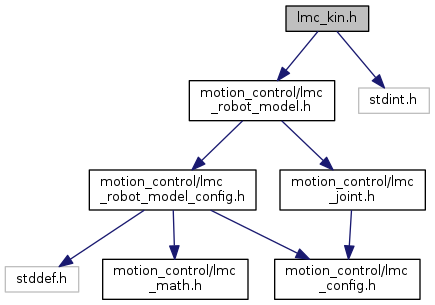 lmc_kin.h
motion_control/lmc
_robot_model.h
stdint.h
motion_control/lmc
_robot_model_config.h
motion_control/lmc
_joint.h
stddef.h
motion_control/lmc
_math.h
motion_control/lmc
_config.h